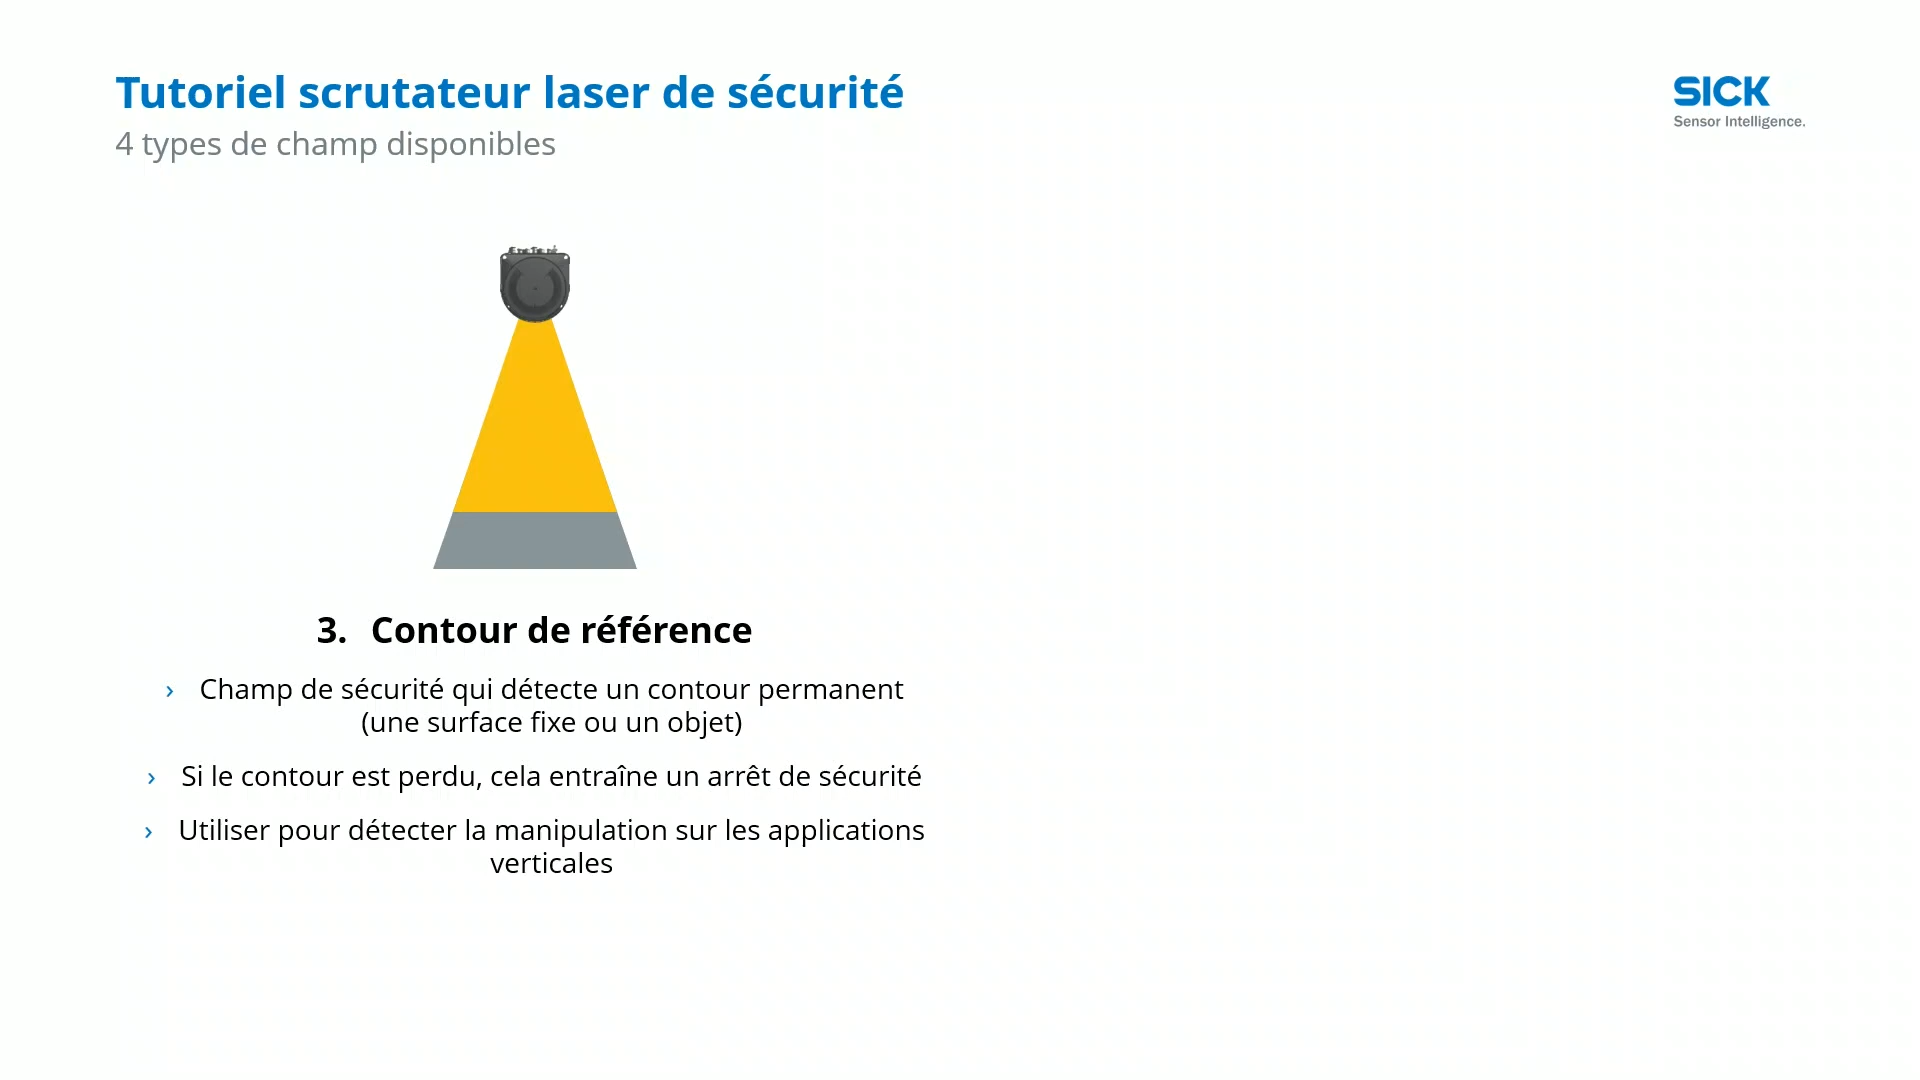 Tutoriel scrutateur laser de sécurité
4 types de champ disponibles
SICK
Sensor Intelligence.
3. Contour de référence
› Champ de sécurité qui détecte un contour permanent
(une surface fixe ou un objet)
› Si le contour est perdu, cela entraîne un arrêt de sécurité
› Utiliser pour détecter la manipulation sur les applications
verticales